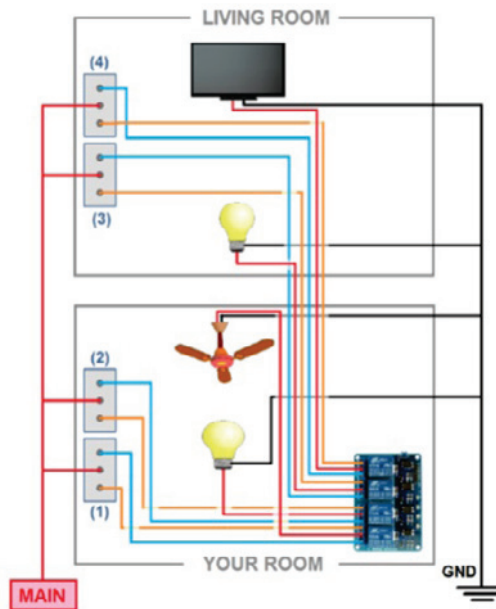 LIVING ROOM
(4)
(3)
(2)
(1)
GND
YOUR ROOM
MAIN